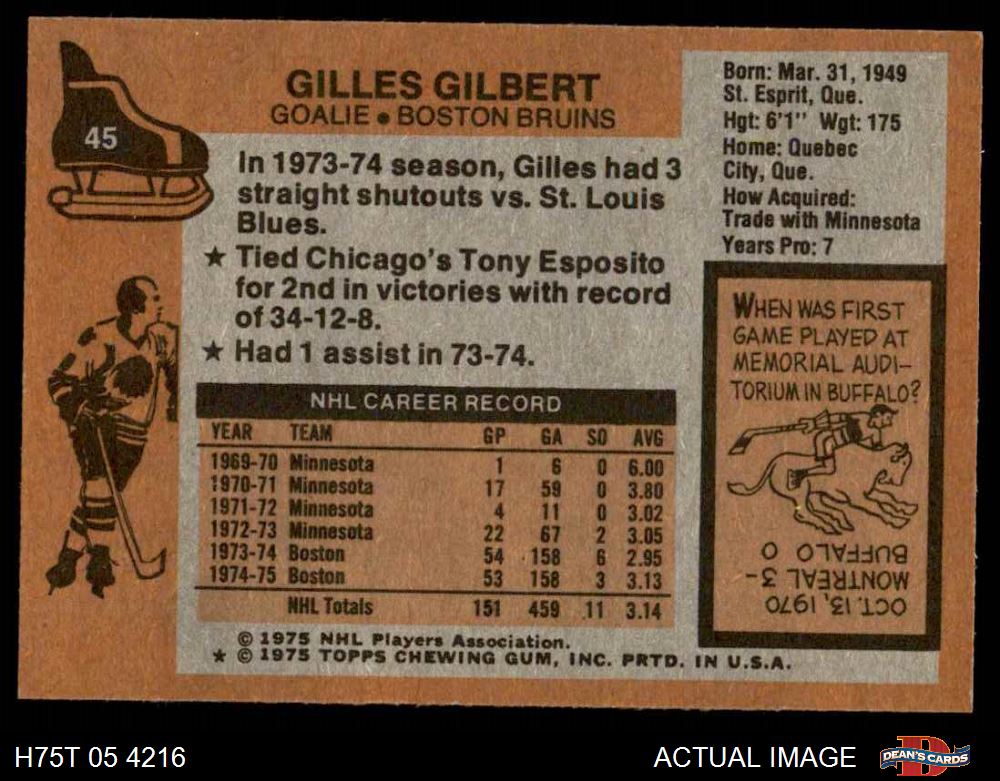 45
GILLES GILBERT
GOALIE • BOSTON BRUINS
In 1973-74 season, Gilles had 3
straight shutouts vs. St. Louis
Blues.
★ Tied Chicago's Tony Esposito
for 2nd in victories with record
of 34-12-8.
★ Had 1 assist in 73-74.
NHL CAREER RECORD
YEAR TEAM GP GA SO AVG
1969-70 Minnesota 1 6 0 6.00
1970-71 Minnesota 17 59 0 3.80
1971-72 Minnesota 4 11 0 3.02
1972-73 Minnesota 22 67 2 3.05
1973-74 Boston 54 158 6 2.95
1974-75 Boston 53 158 3 3.13
NHL Totals 151 459 11 3.14
© 1975 NHL Players Association.
★ © 1975 TOPPS CHEWING GUM, INC. PRTD. IN U.S.A.
Born: Mar. 31, 1949
St. Esprit, Que.
Hgt: 6'1" Wgt: 175
Home: Quebec
City, Que.
How Acquired:
Trade with Minnesota
Years Pro: 7
WHEN WAS FIRST
GAME PLAYED AT
MEMORIAL AUDI-
TORIUM IN BUFFALO?
OCT. 13, 1970
MONTREAL 3-
BUFFALO 0
H75T 05 4216
ACTUAL IMAGE
D
DEAN'S CARDS